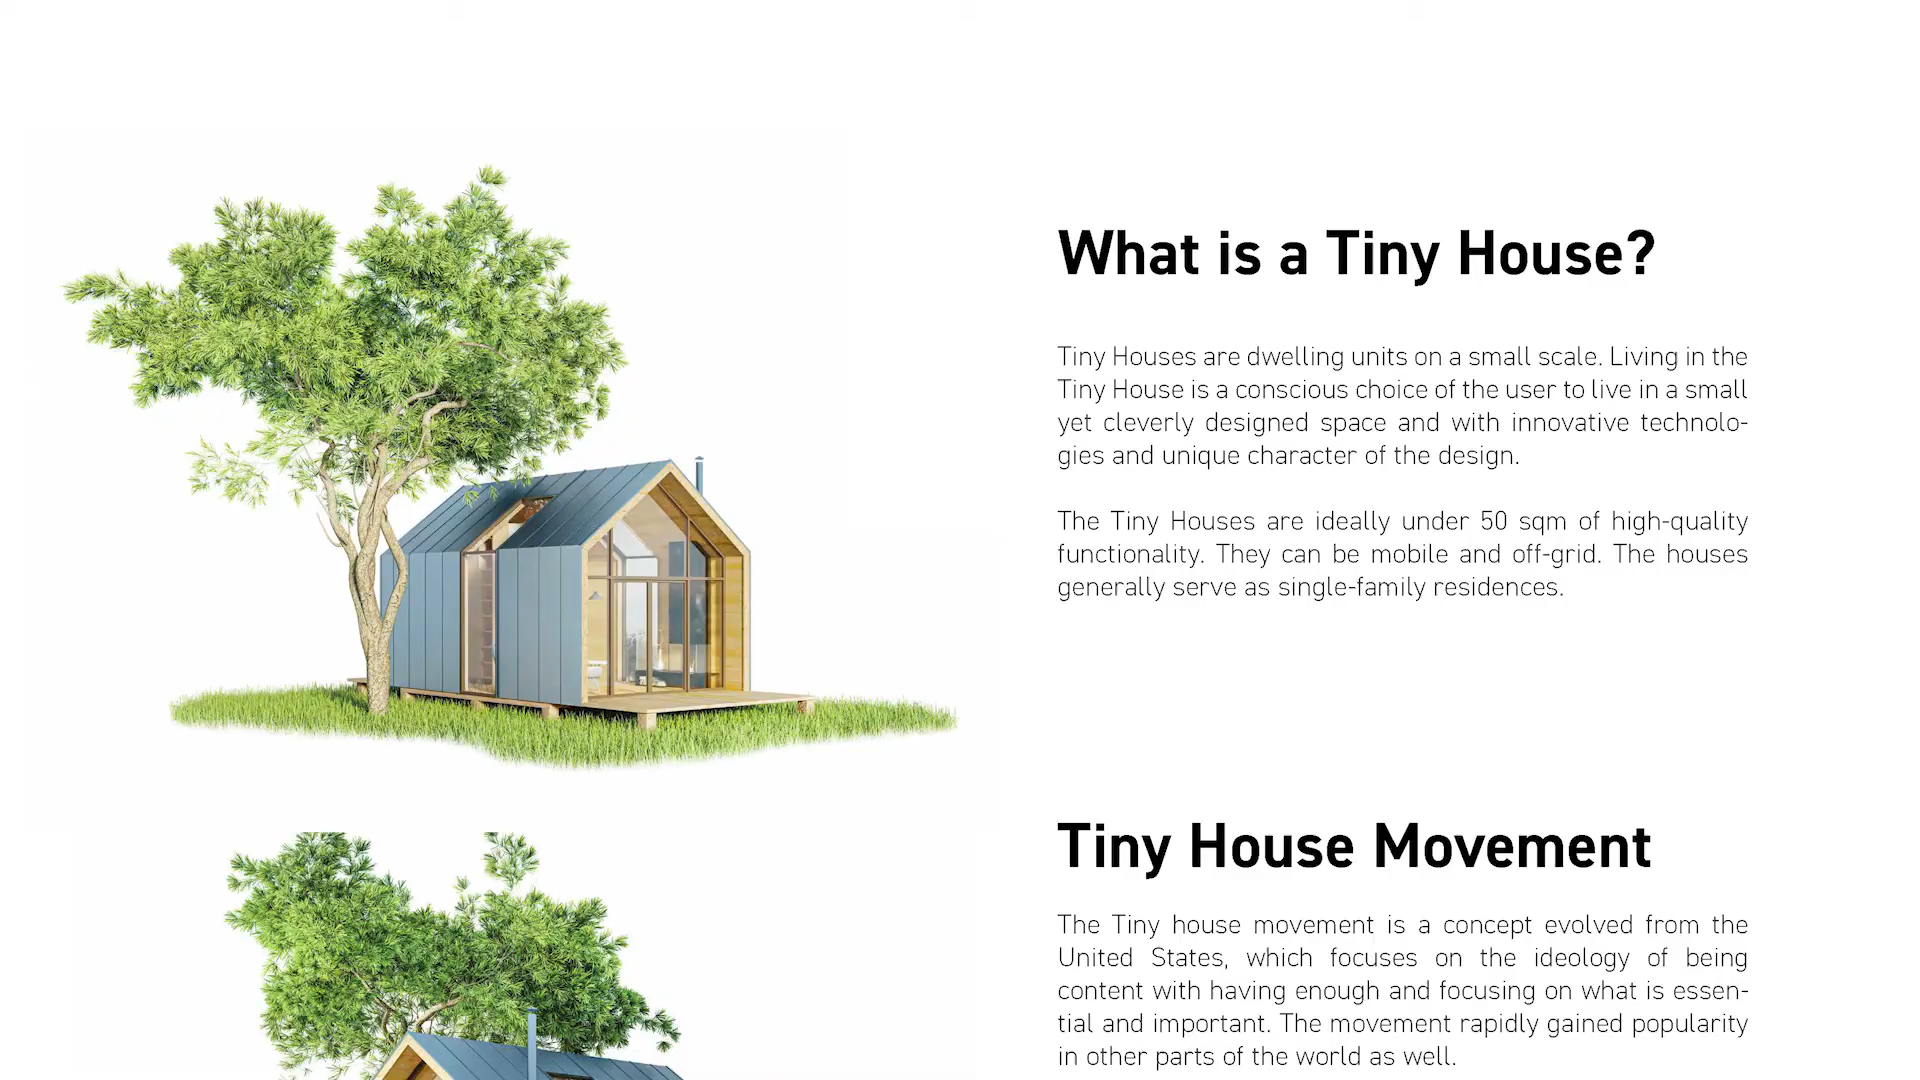 What is a Tiny House?
Tiny Houses are dwelling units on a small scale. Living in the
Tiny House is a conscious choice of the user to live in a small
yet cleverly designed space and with innovative technolo-
gies and unique character of the design.
The Tiny Houses are ideally under 50 sqm of high-quality
functionality. They can be mobile and off-grid. The houses
generally serve as single-family residences.
Tiny House Movement
The Tiny house movement is a concept evolved from the
United States, which focuses on the ideology of being
content with having enough and focusing on what is essen-
tial and important. The movement rapidly gained popularity
in other parts of the world as well.